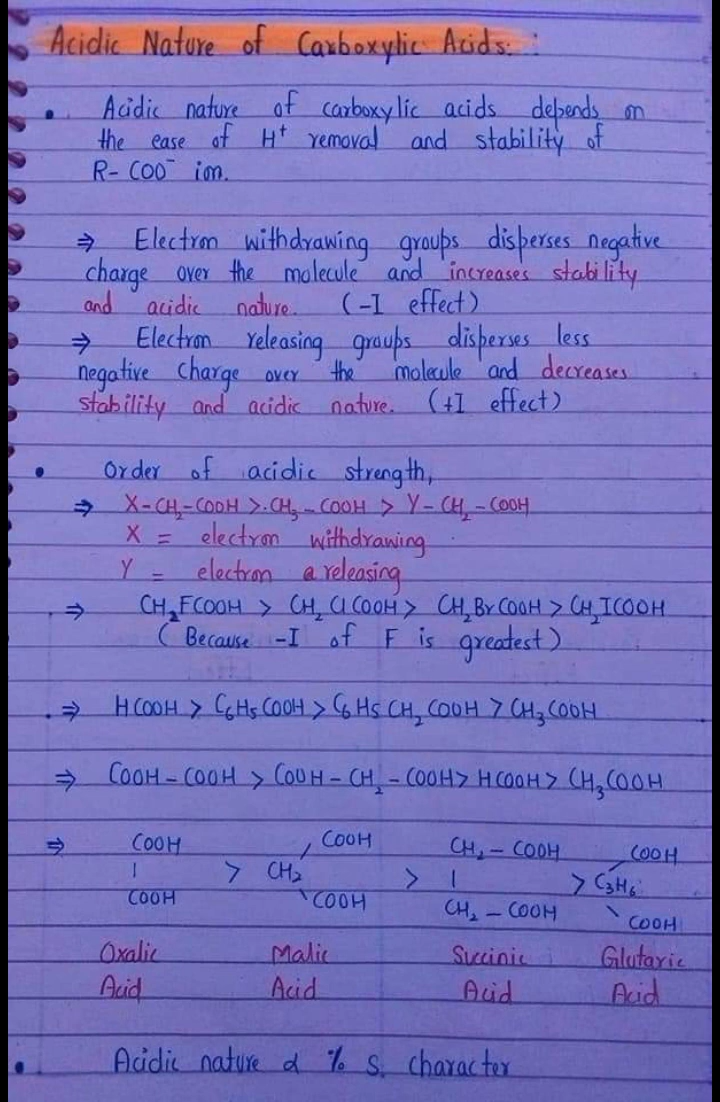 Acidic Nature of Carboxylic Acids:
• Acidic nature of carboxylic acids depends on
the ease of H⁺ removal and stability of
R-COO⁻ ion.
⇒ Electron withdrawing groups disperses negative
charge over the molecule and increases stability
and acidic nature. (-I effect)
⇒ Electron releasing groups disperses less
negative charge over the molecule and decreases
stability and acidic nature. (+I effect)
• Order of acidic strength,
⇒ X-CH₂-COOH > CH₃-COOH > Y-CH₂-COOH
X = electron withdrawing
Y = electron a releasing
⇒ CH₂FCOOH > CH₂ClCOOH > CH₂BrCOOH > CH₂ICOOH
(Because -I of F is greatest)
⇒ HCOOH > C₆H₅COOH > C₆H₅CH₂COOH > CH₃COOH
⇒ COOH-COOH > COOH-CH₂-COOH > HCOOH > CH₃COOH
⇒ COOH COOH CH₂-COOH COOH
| > CH₂ > | > C₃H₆
COOH COOH CH₂-COOH COOH
Oxalic Malic Succinic Glutaric
Acid Acid Acid Acid
• Acidic nature α % s. character